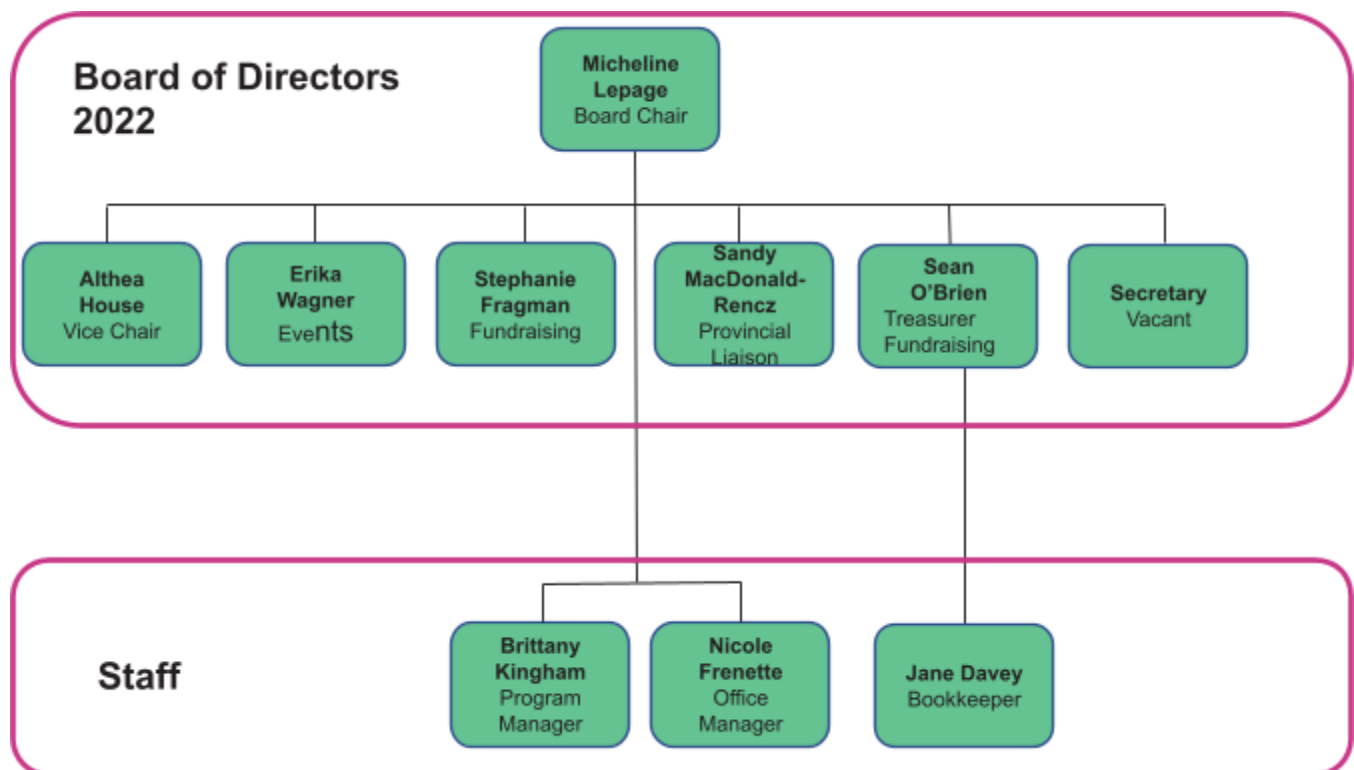 Board of Directors
2022
Micheline
Lepage
Board Chair
Althea
House
Vice Chair
Erika
Wagner
Events
Stephanie
Fragman
Fundraising
Sandy
MacDonald-
Rencz
Provincial
Liaison
Sean
O'Brien
Treasurer
Fundraising
Secretary
Vacant
Staff
Brittany
Kingham
Program
Manager
Nicole
Frenette
Office
Manager
Jane Davey
Bookkeeper